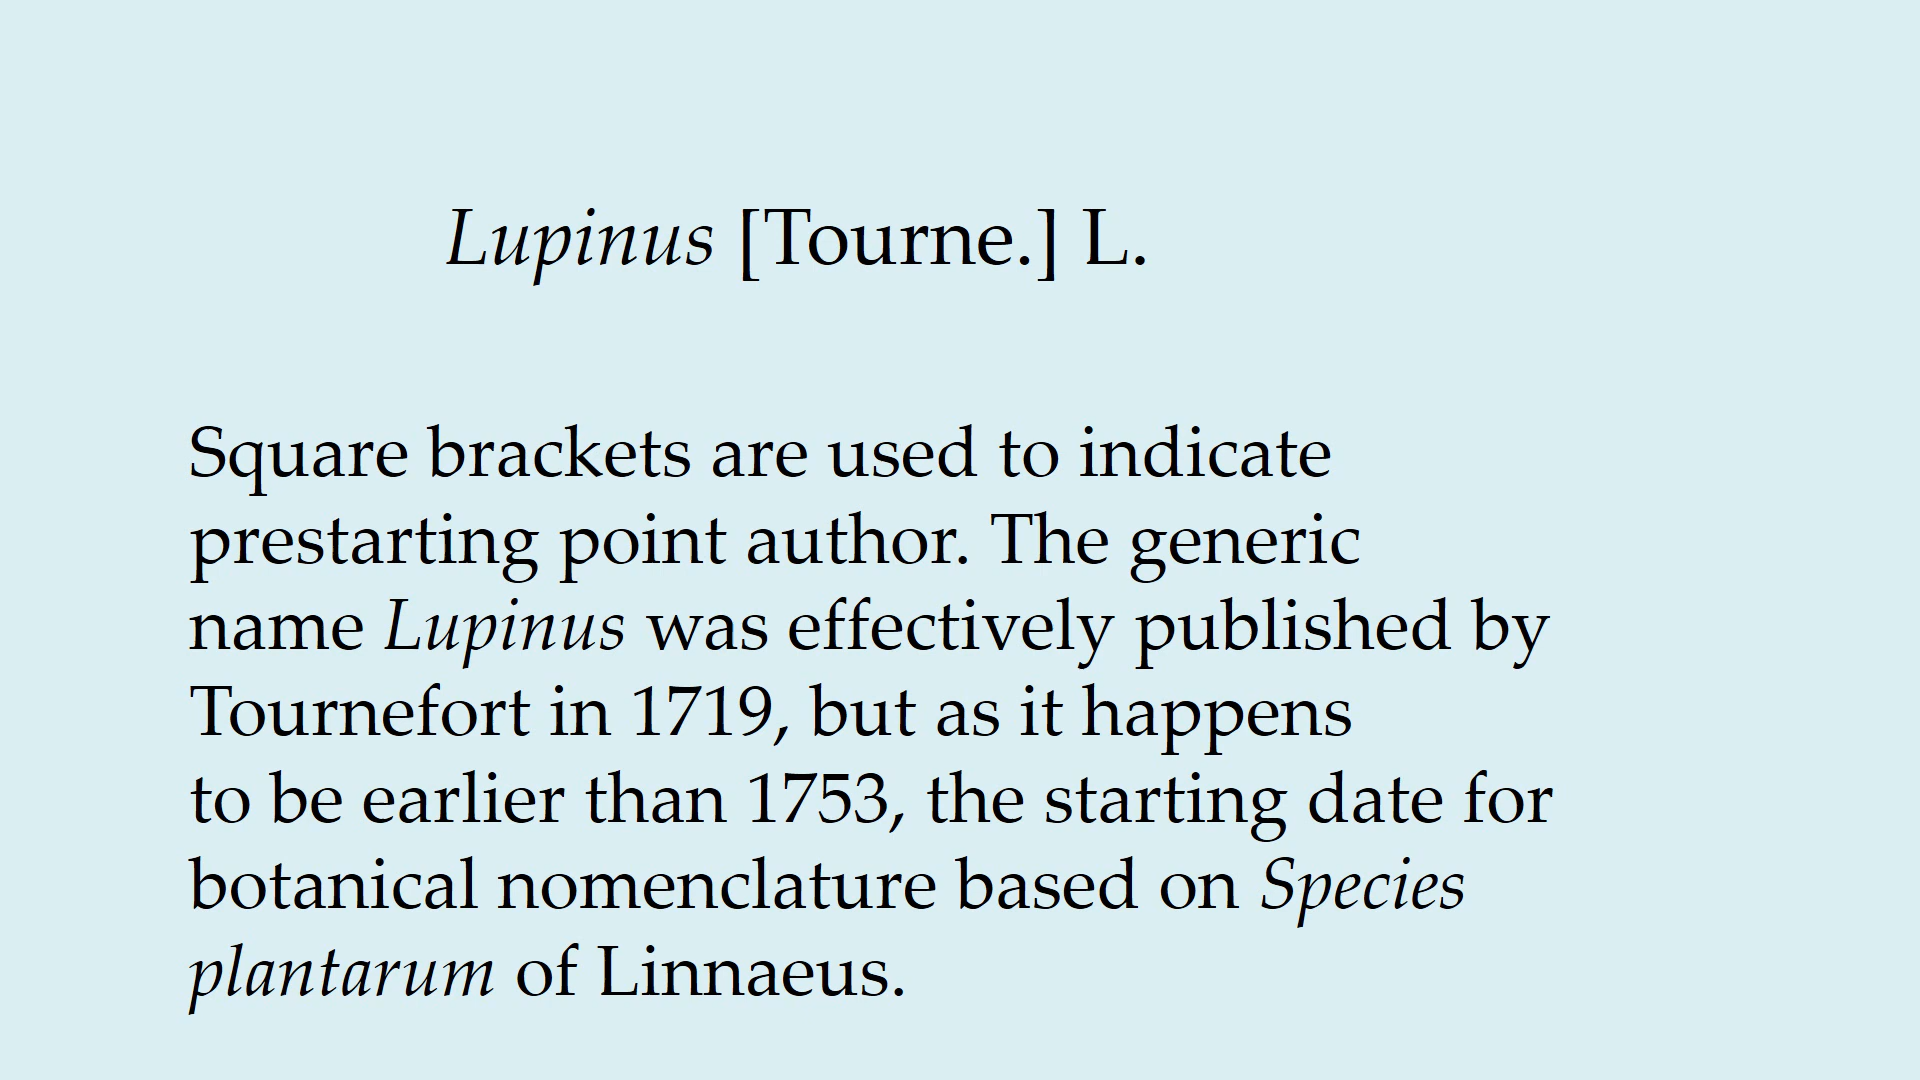 Lupinus [Tourne.] L.
Square brackets are used to indicate
prestarting point author. The generic
name Lupinus was effectively published by
Tournefort in 1719, but as it happens
to be earlier than 1753, the starting date for
botanical nomenclature based on Species
plantarum of Linnaeus.